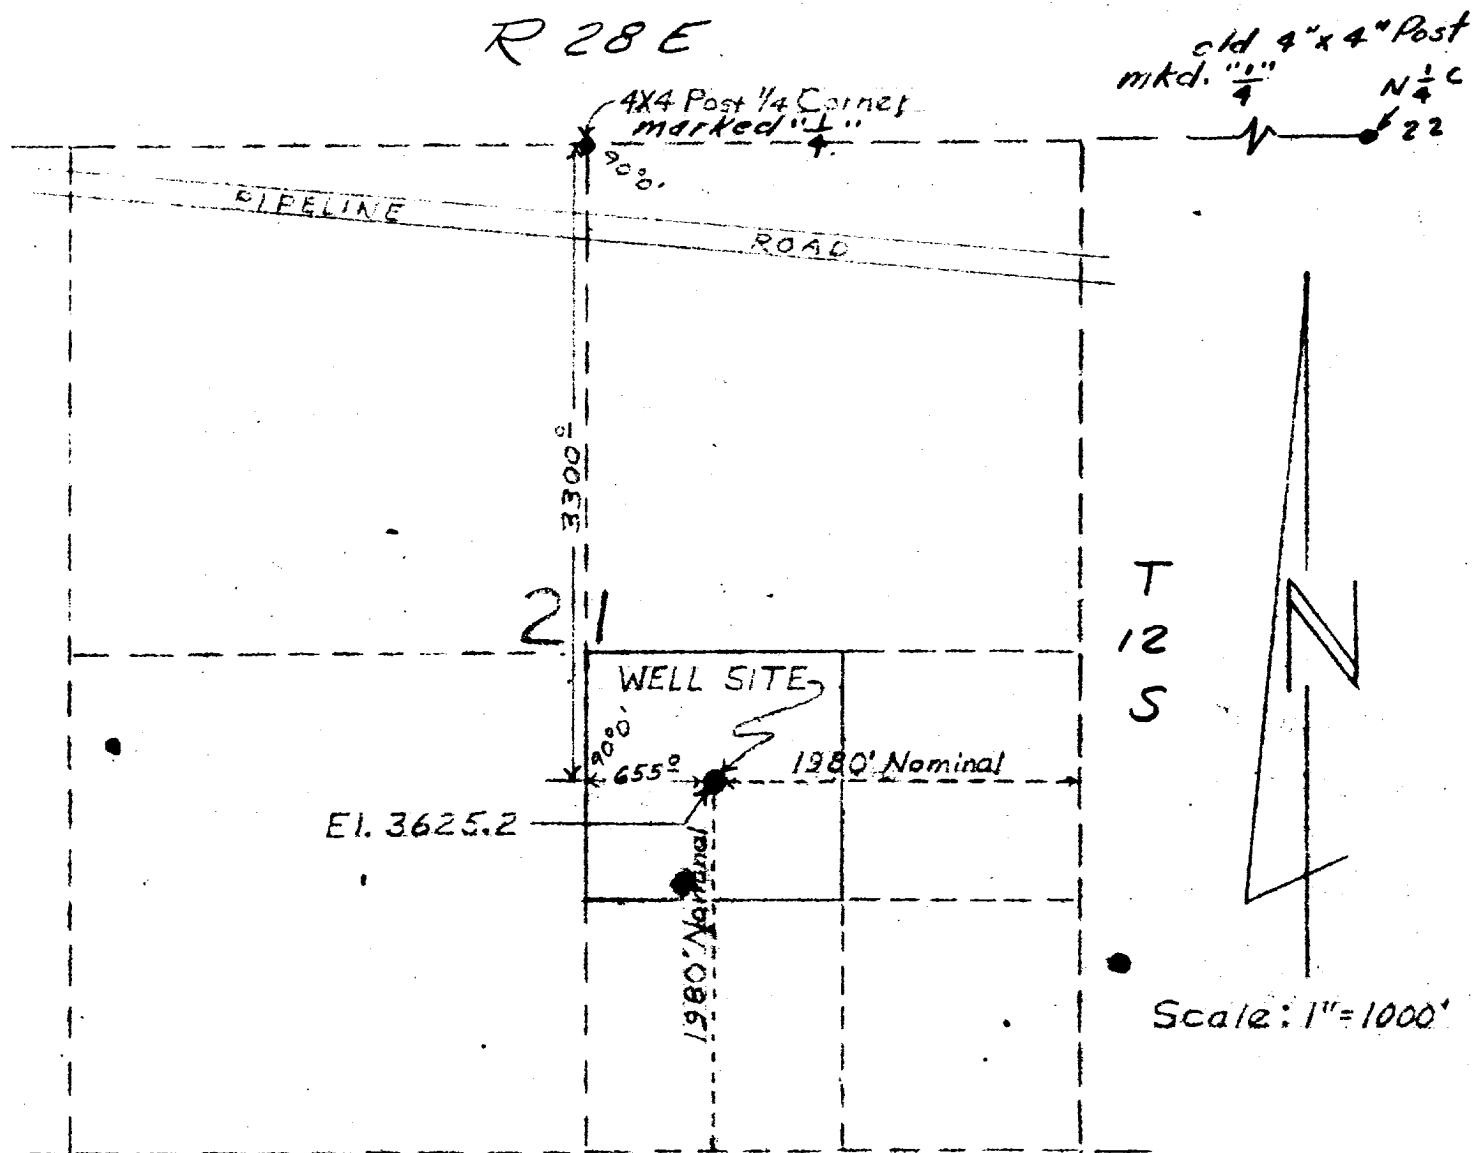 R 28 E
old 4"x 4" Post
mkd. "1/4"
N 1/4 C
22
4X4 Post 1/4 Corner
marked "1/4"
90°0'
PIPELINE ROAD
3300°
21
T
12
S
N
WELL SITE
90°0'
655°
1980' Nominal
El. 3625.2
1980' Nominal
Scale: 1"=1000'